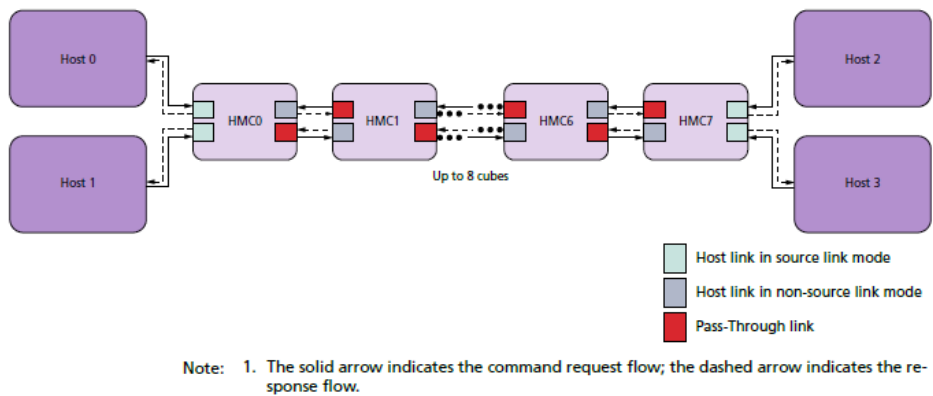 Host 0
Host 2
HMC0
HMC1
HMC6
HMC7
Up to 8 cubes
Host 1
Host 3
Host link in source link mode
Host link in non-source link mode
Pass-Through link
Note: 1. The solid arrow indicates the command request flow; the dashed arrow indicates the re-
sponse flow.